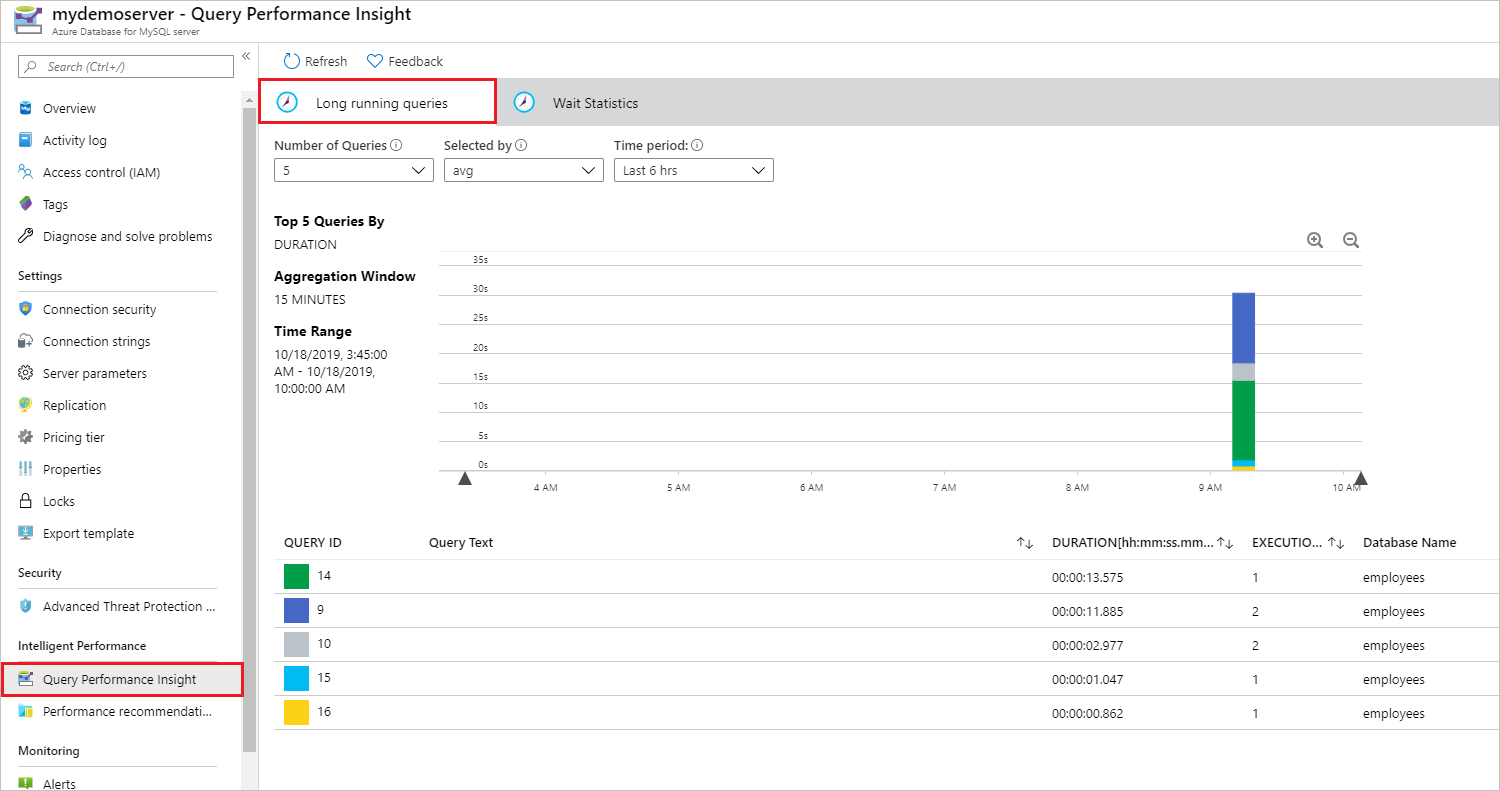 mydemoserver - Query Performance Insight
Azure Database for MySQL server
Search (Ctrl+/)
«
Overview
Activity log
Access control (IAM)
Tags
Diagnose and solve problems
Settings
Connection security
Connection strings
Server parameters
Replication
Pricing tier
Properties
Locks
Export template
Security
Advanced Threat Protection ...
Intelligent Performance
Query Performance Insight
Performance recommendati...
Monitoring
Alerts
Refresh Feedback
Long running queries Wait Statistics
Number of Queries Selected by Time period:
5 avg Last 6 hrs
Top 5 Queries By
DURATION
Aggregation Window
15 MINUTES
Time Range
10/18/2019, 3:45:00
AM - 10/18/2019,
10:00:00 AM
35s
30s
25s
20s
15s
10s
5s
0s
4 AM 5 AM 6 AM 7 AM 8 AM 9 AM 10 AM
QUERY ID Query Text DURATION[hh:mm:ss.mm... EXECUTIO... Database Name
14 00:00:13.575 1 employees
9 00:00:11.885 2 employees
10 00:00:02.977 2 employees
15 00:00:01.047 1 employees
16 00:00:00.862 1 employees